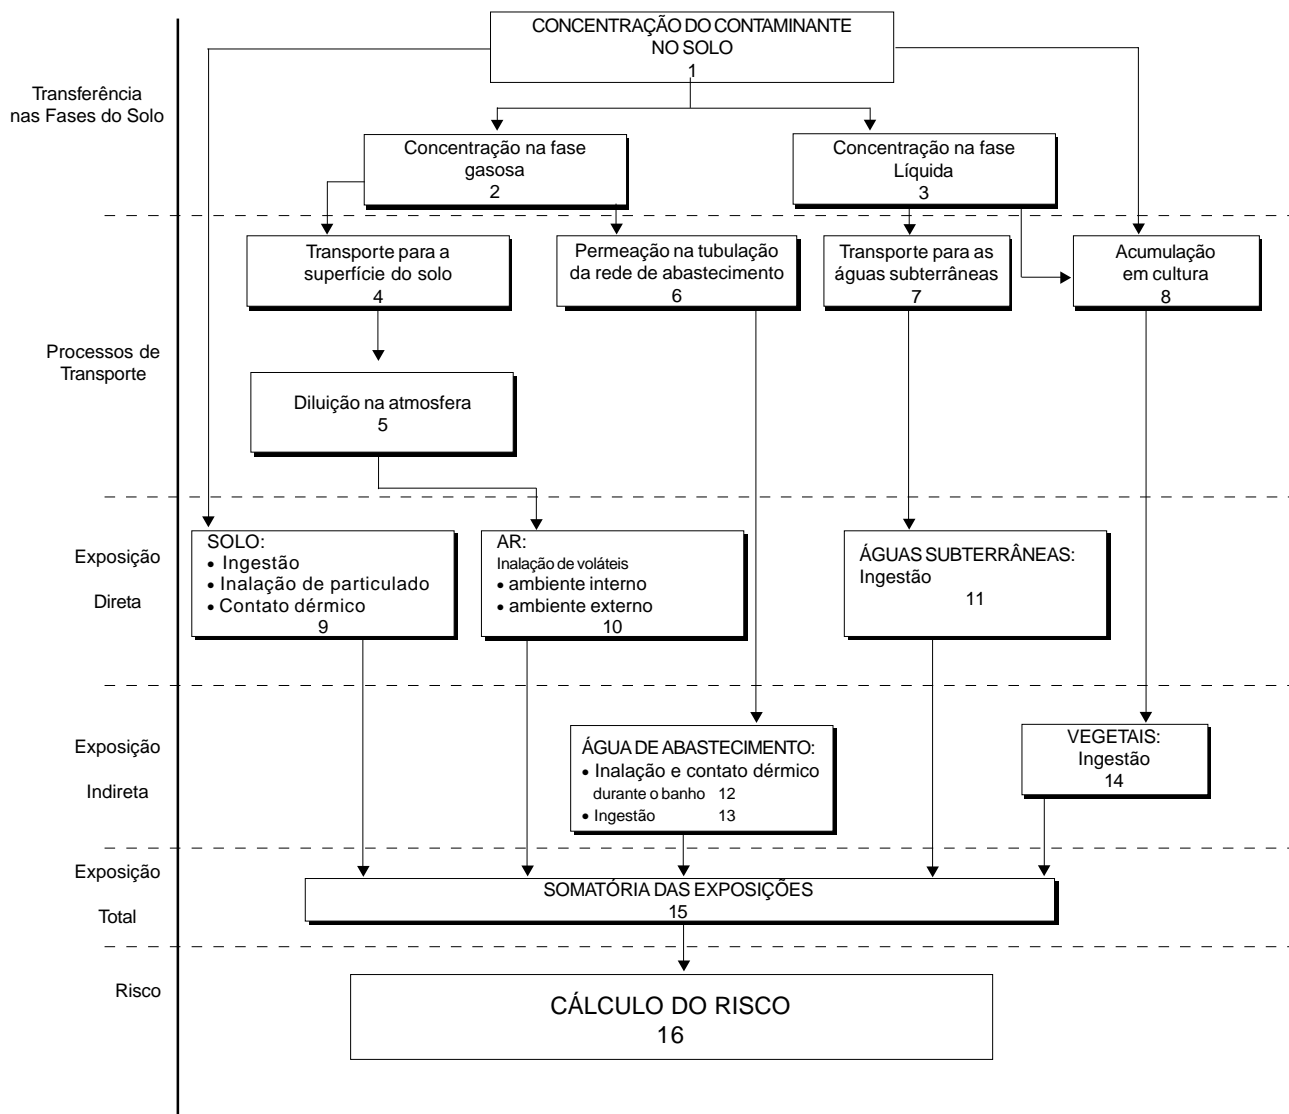 CONCENTRAÇÃO DO CONTAMINANTE
NO SOLO
1
Transferência
nas Fases do Solo
Concentração na fase
gasosa
2
Concentração na fase
Líquida
3
Transporte para a
superfície do solo
4
Permeação na tubulação
da rede de abastecimento
6
Transporte para as
águas subterrâneas
7
Acumulação
em cultura
8
Processos de
Transporte
Diluição na atmosfera
5
Exposição
Direta
SOLO:
• Ingestão
• Inalação de particulado
• Contato dérmico
9
AR:
Inalação de voláteis
• ambiente interno
• ambiente externo
10
ÁGUAS SUBTERRÂNEAS:
Ingestão
11
Exposição
Indireta
ÁGUA DE ABASTECIMENTO:
• Inalação e contato dérmico
durante o banho 12
• Ingestão 13
VEGETAIS:
Ingestão
14
Exposição
Total
SOMATÓRIA DAS EXPOSIÇÕES
15
Risco
CÁLCULO DO RISCO
16